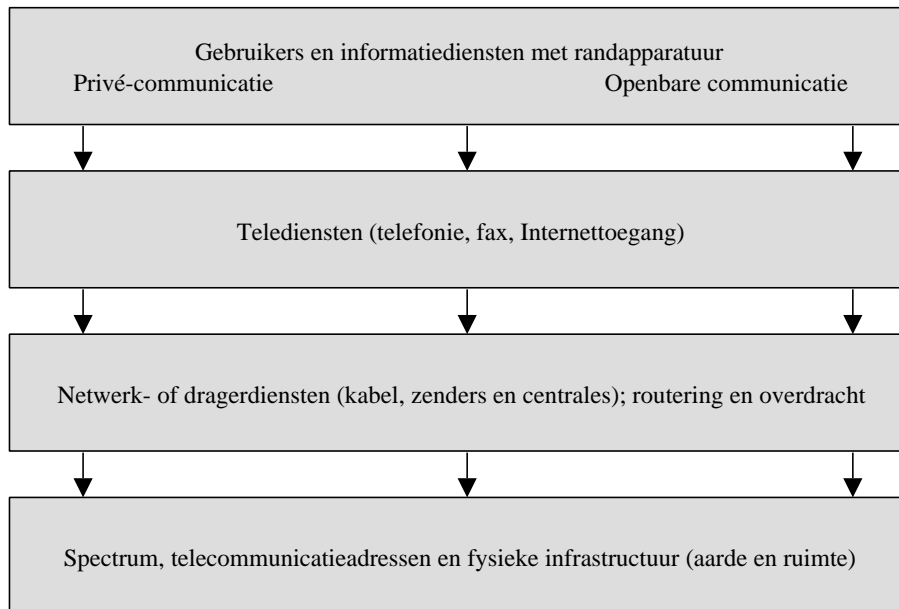 Gebruikers en informatiediensten met randapparatuur
Privé-communicatie Openbare communicatie
Telediensten (telefonie, fax, Internettoegang)
Netwerk- of dragerdiensten (kabel, zenders en centrales); routering en overdracht
Spectrum, telecommunicatieadressen en fysieke infrastructuur (aarde en ruimte)